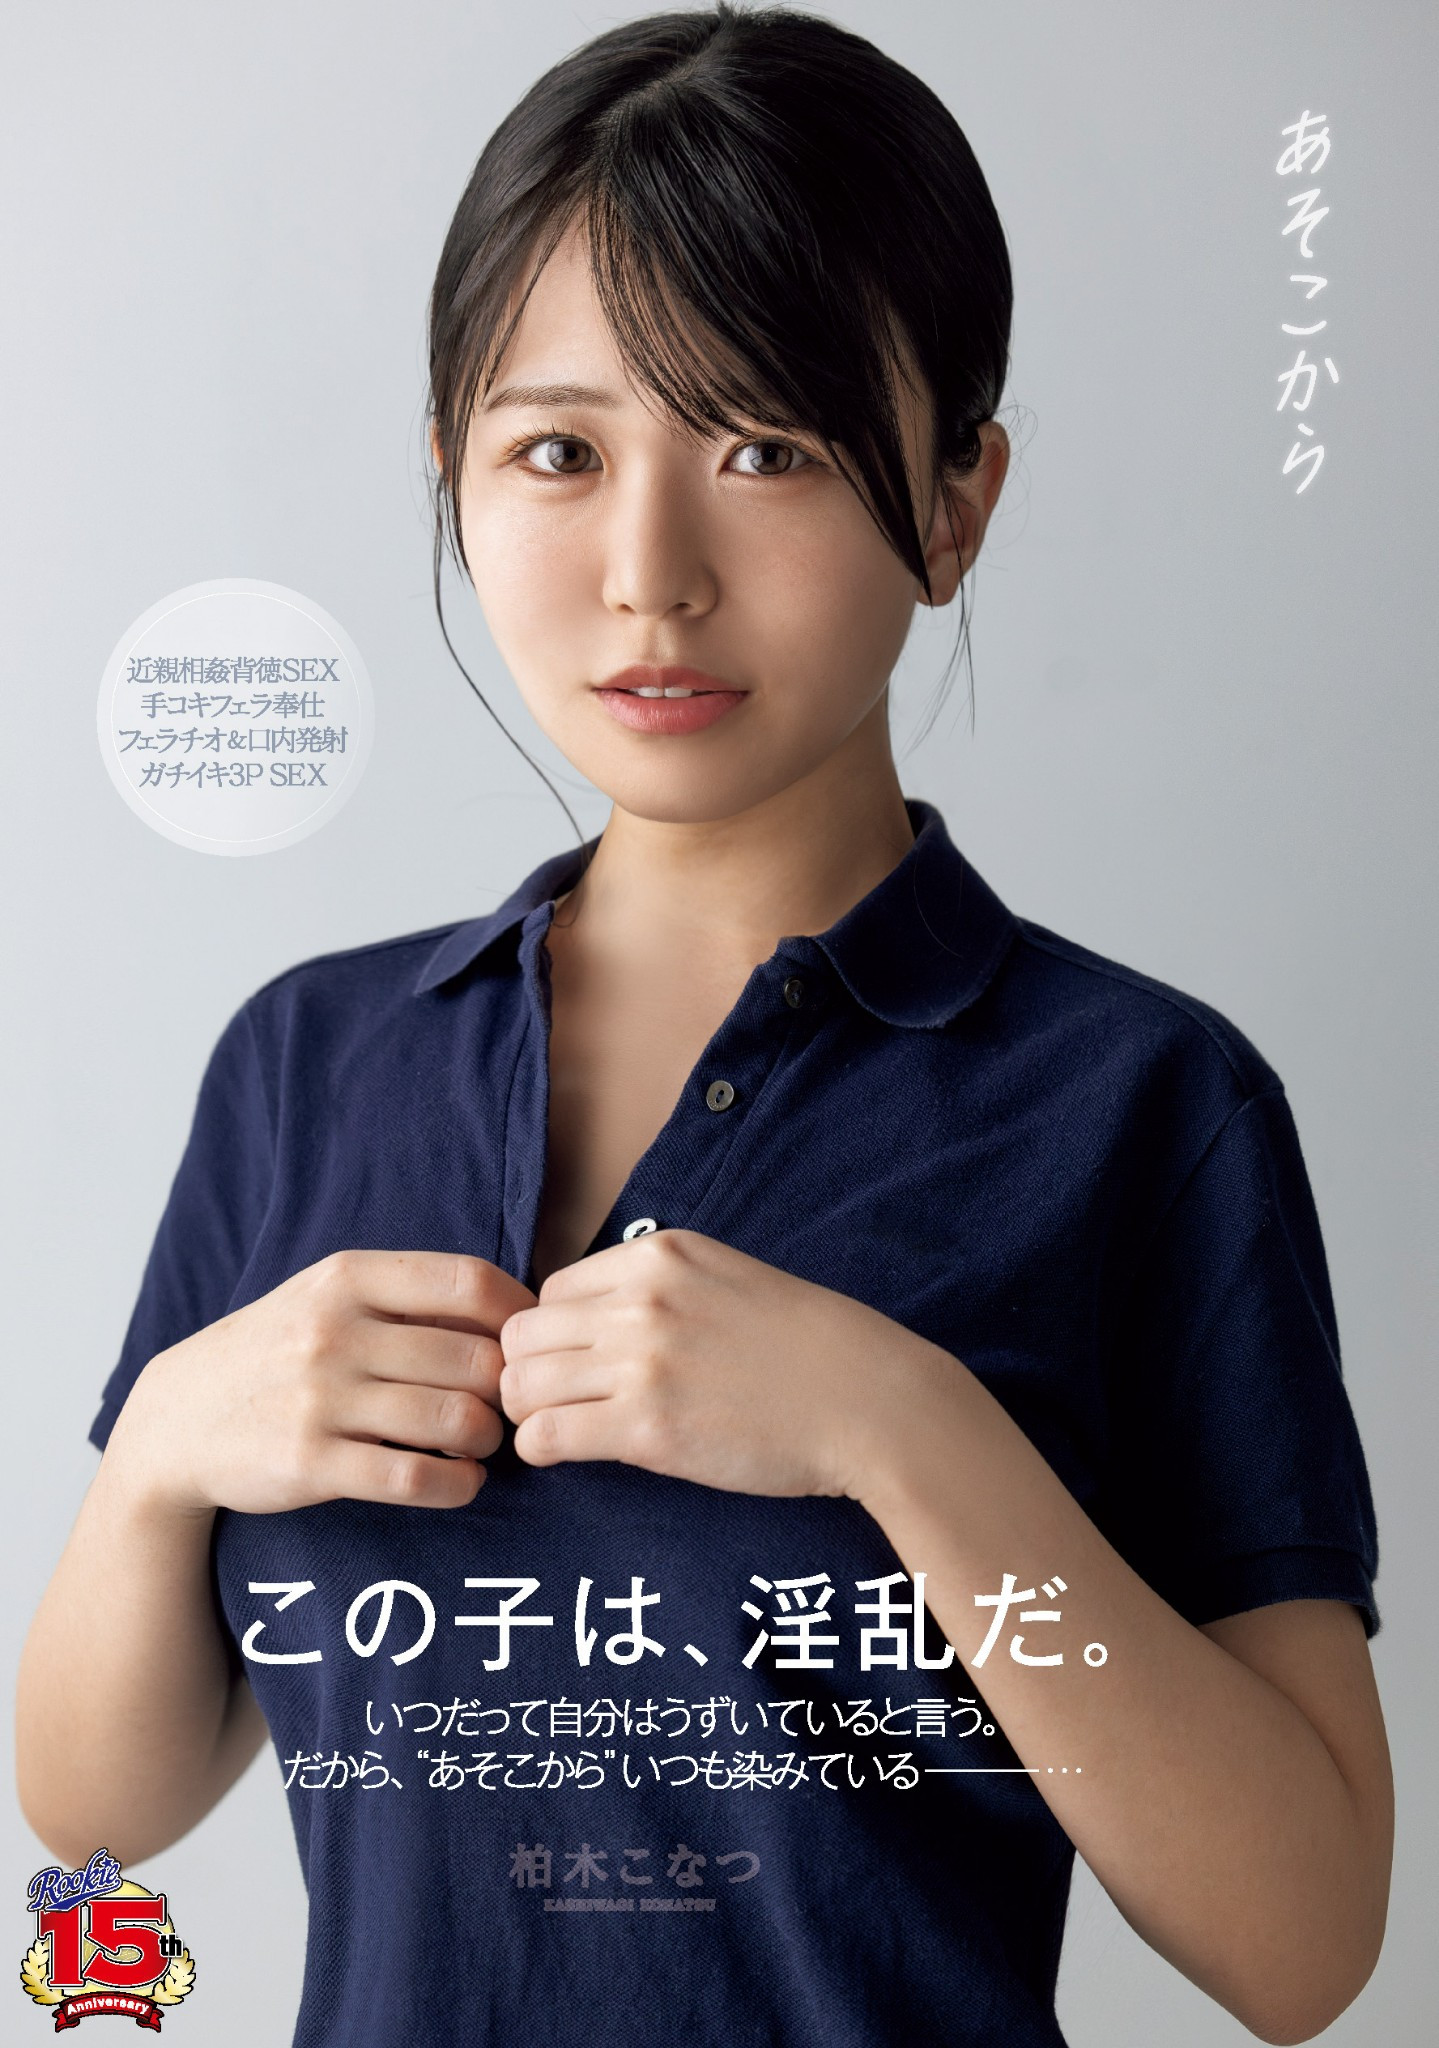 あそこから
近親相姦背徳SEX
手コキフェラ奉仕
フェラチオ&口内発射
ガチイキ3P SEX
この子は、淫乱だ。
いつだって自分はうずいていると言う。
だから、“あそこから”いつも染みている———…
柏木こなつ
KASHIWAGI KONATSU
Rookie
15th
Anniversary